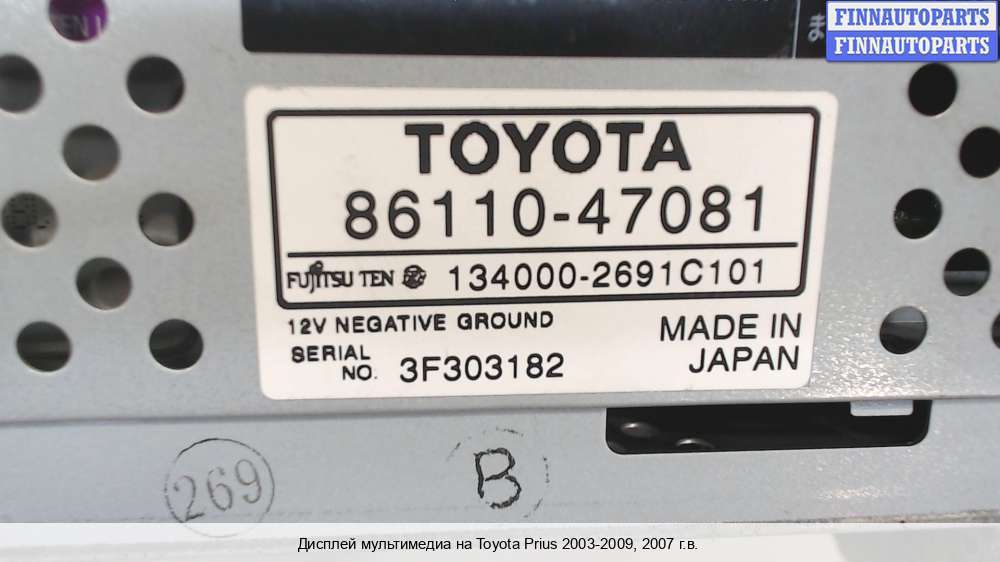 FINNAUTOPARTS
FINNAUTOPARTS
TOYOTA
86110-47081
FUJITSU TEN 134000-2691C101
12V NEGATIVE GROUND
SERIAL NO. 3F303182
MADE IN JAPAN
269
B
Дисплей мультимедиа на Toyota Prius 2003-2009, 2007 г.в.